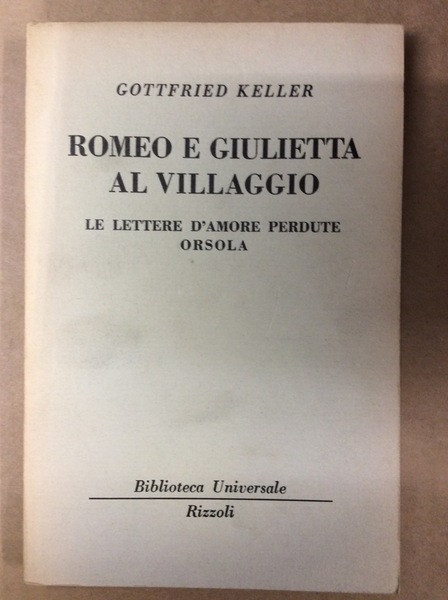 GOTTFRIED KELLER
ROMEO E GIULIETTA
AL VILLAGGIO
LE LETTERE D'AMORE PERDUTE
ORSOLA
Biblioteca Universale
Rizzoli